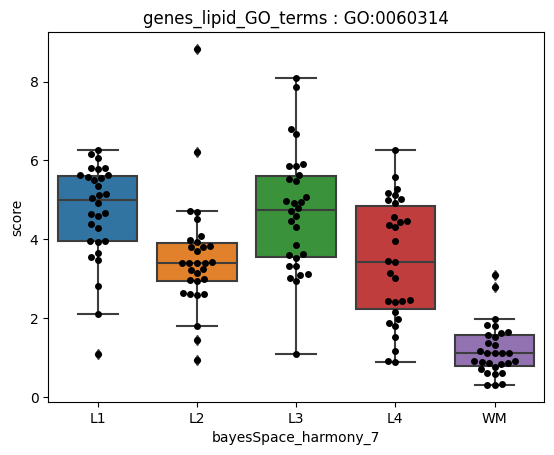 genes_lipid_GO_terms : GO:0060314
8
6
4
2
0
score
L1 L2 L3 L4 WM
bayesSpace_harmony_7